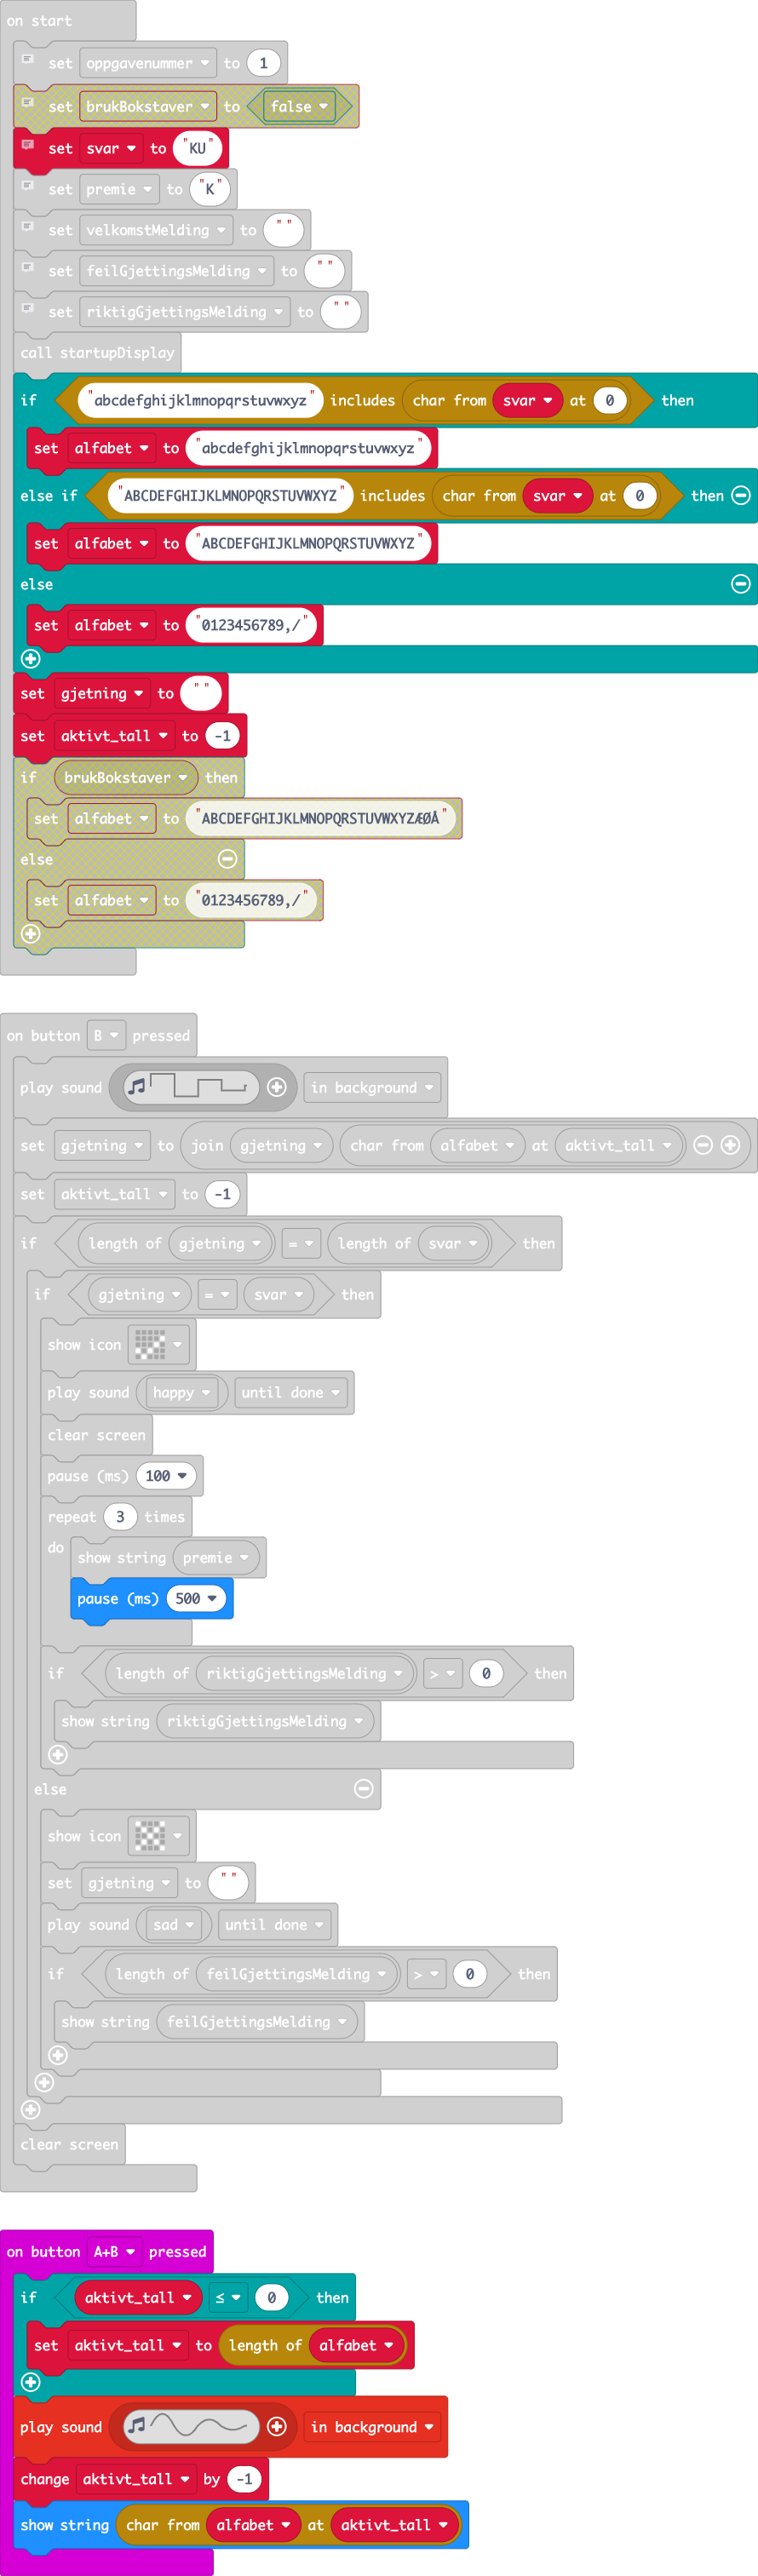 on start
set oppgavenummer to 1
set brukBokstaver to false
set svar to "KU"
set premie to "K"
set velkomstMelding to " "
set feilGjettingsMelding to " "
set riktigGjettingsMelding to " "
call startupDisplay
if "abcdefghijklmnopqrstuvwxyz" includes char from svar at 0 then
set alfabet to "abcdefghijklmnopqrstuvwxyz"
else if "ABCDEFGHIJKLMNOPQRSTUVWXYZ" includes char from svar at 0 then
set alfabet to "ABCDEFGHIJKLMNOPQRSTUVWXYZ"
else
set alfabet to "0123456789,/"
set gjetning to " "
set aktivt_tall to -1
if brukBokstaver then
set alfabet to "ABCDEFGHIJKLMNOPQRSTUVWXYZÆØÅ"
else
set alfabet to "0123456789,/"
on button B pressed
play sound in background
set gjetning to join gjetning char from alfabet at aktivt_tall
set aktivt_tall to -1
if length of gjetning = length of svar then
if gjetning = svar then
show icon
play sound happy until done
clear screen
pause (ms) 100
repeat 3 times
do show string premie
pause (ms) 500
if length of riktigGjettingsMelding > 0 then
show string riktigGjettingsMelding
else
show icon
set gjetning to " "
play sound sad until done
if length of feilGjettingsMelding > 0 then
show string feilGjettingsMelding
clear screen
on button A+B pressed
if aktivt_tall ≤ 0 then
set aktivt_tall to length of alfabet
play sound in background
change aktivt_tall by -1
show string char from alfabet at aktivt_tall